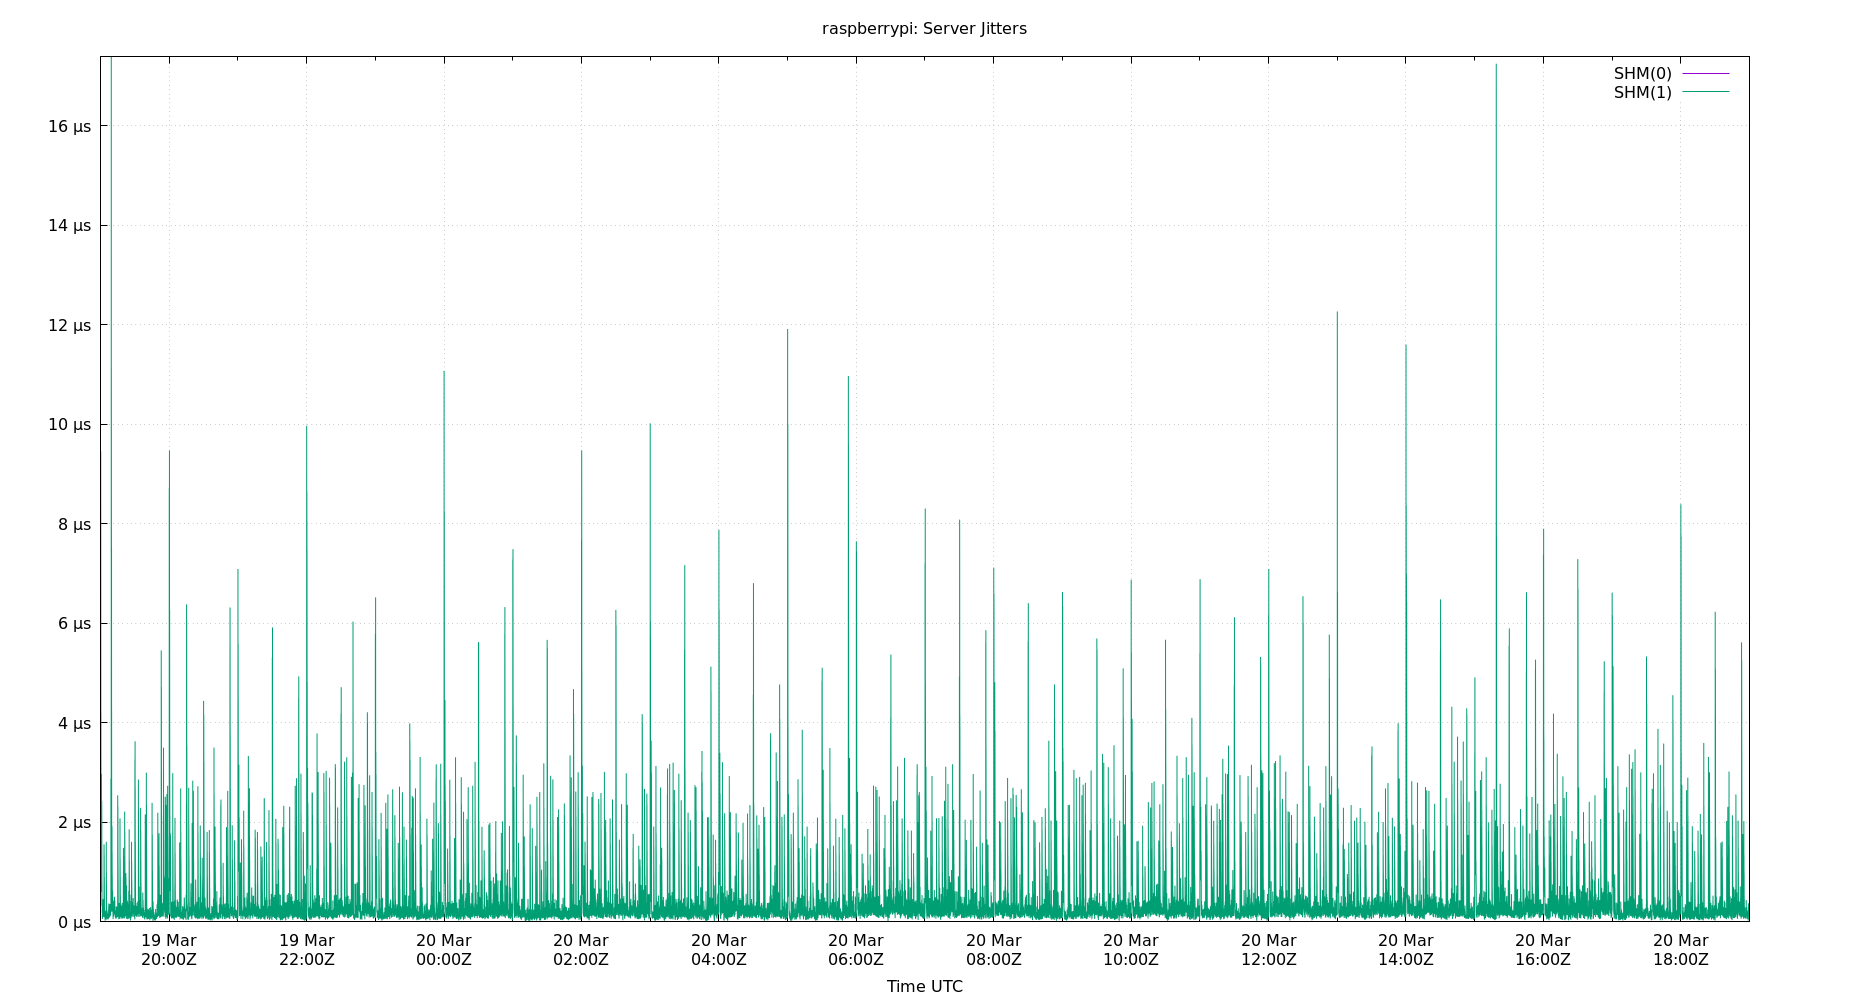 raspberrypi: Server Jitters
SHM(0)
SHM(1)
16 µs
14 µs
12 µs
10 µs
8 µs
6 µs
4 µs
2 µs
0 µs
19 Mar 19 Mar 20 Mar 20 Mar 20 Mar 20 Mar 20 Mar 20 Mar 20 Mar 20 Mar 20 Mar 20 Mar
20:00Z 22:00Z 00:00Z 02:00Z 04:00Z 06:00Z 08:00Z 10:00Z 12:00Z 14:00Z 16:00Z 18:00Z
Time UTC